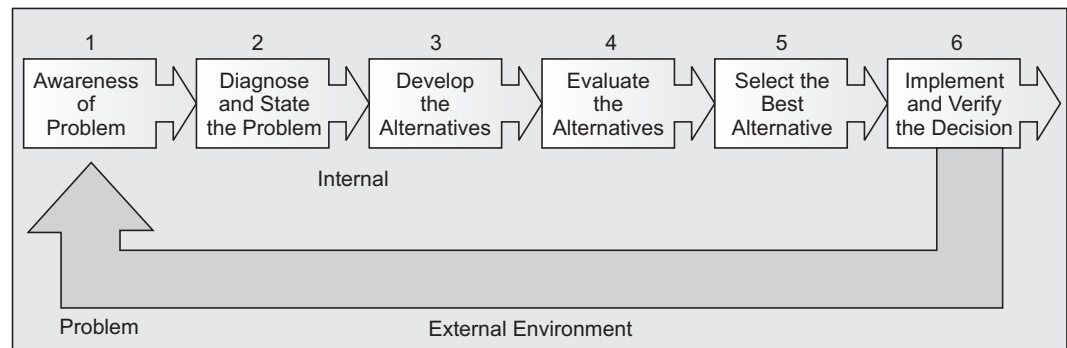 1
2
3
4
5
6
Awareness
of
Problem
Diagnose
and State
the Problem
Develop
the
Alternatives
Evaluate
the
Alternatives
Select the
Best
Alternative
Implement
and Verify
the Decision
Internal
Problem
External Environment